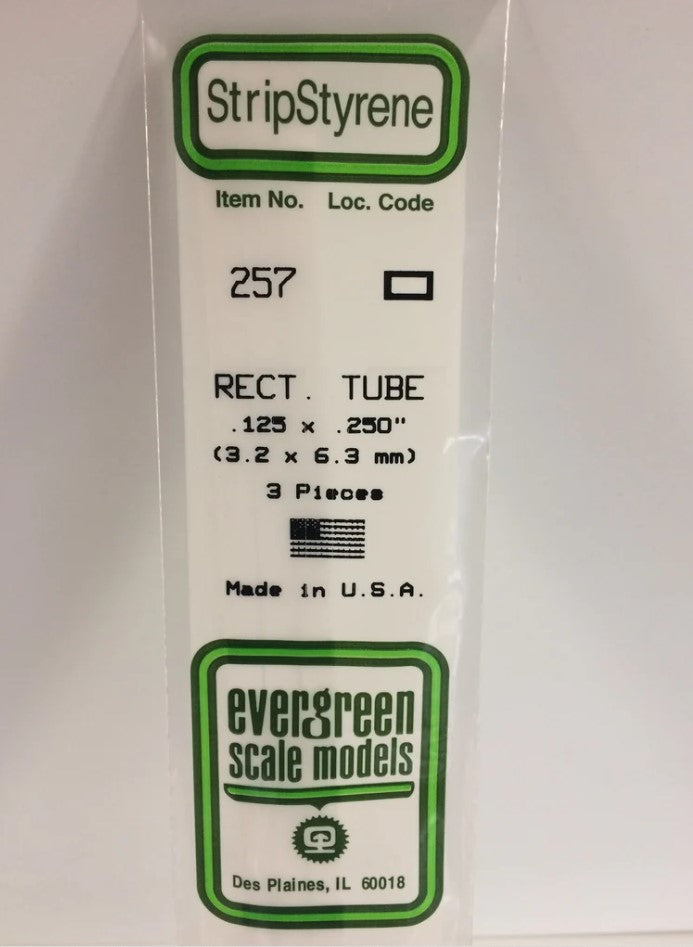 StripStyrene
Item No. Loc. Code
257
RECT. TUBE
.125 x .250"
(3.2 x 6.3 mm)
3 Pieces
Made in U.S.A.
evergreen
scale models
Des Plaines, IL 60018